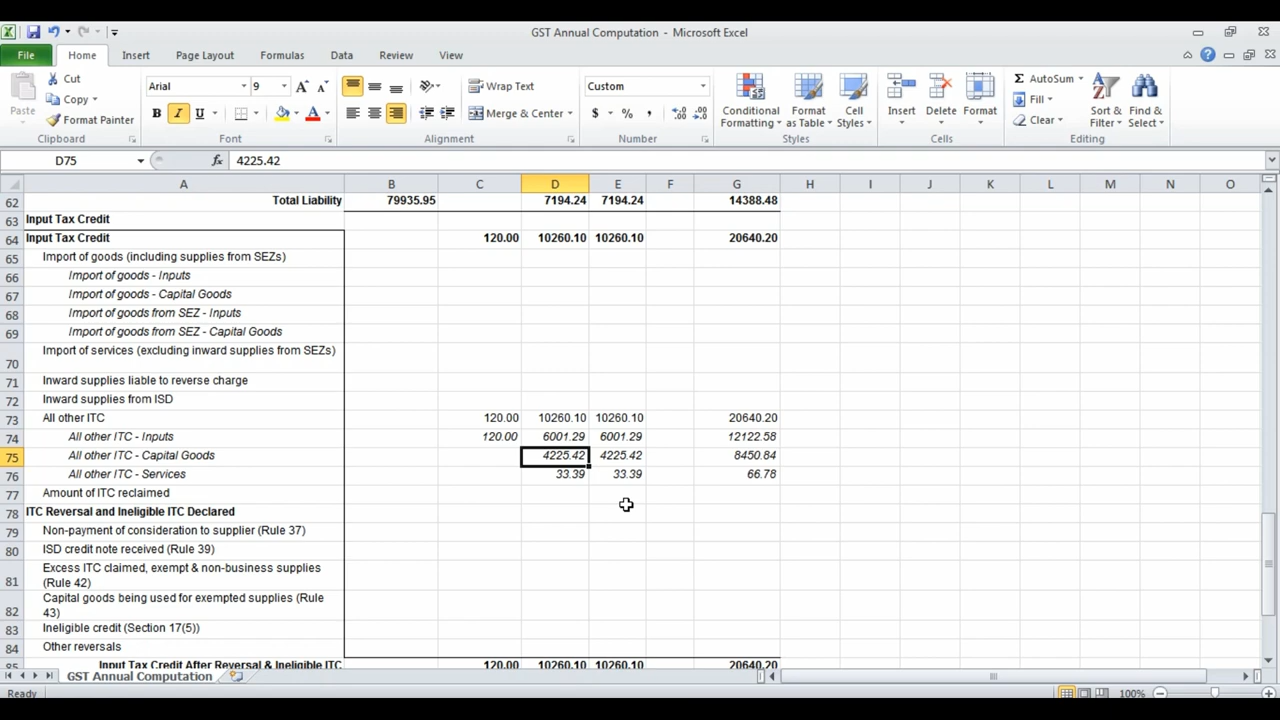 GST Annual Computation - Microsoft Excel
File Home Insert Page Layout Formulas Data Review View
Cut
Copy
Format Painter
Paste
Clipboard
Arial 9
B I U
Font
Wrap Text
Merge & Center
Alignment
Custom
$ % ,
Number
Conditional Formatting
Format as Table
Cell Styles
Styles
Insert Delete Format
Cells
Σ AutoSum
Fill
Clear
Sort & Filter
Find & Select
Editing
D75 fx 4225.42
A B C D E F G H I J K L M N O
62 Total Liability 79935.95 7194.24 7194.24 14388.48
63 Input Tax Credit
64 Input Tax Credit 120.00 10260.10 10260.10 20640.20
65 Import of goods (including supplies from SEZs)
66 Import of goods - Inputs
67 Import of goods - Capital Goods
68 Import of goods from SEZ - Inputs
69 Import of goods from SEZ - Capital Goods
70 Import of services (excluding inward supplies from SEZs)
71 Inward supplies liable to reverse charge
72 Inward supplies from ISD
73 All other ITC 120.00 10260.10 10260.10 20640.20
74 All other ITC - Inputs 120.00 6001.29 6001.29 12122.58
75 All other ITC - Capital Goods 4225.42 4225.42 8450.84
76 All other ITC - Services 33.39 33.39 66.78
77 Amount of ITC reclaimed
78 ITC Reversal and Ineligible ITC Declared
79 Non-payment of consideration to supplier (Rule 37)
80 ISD credit note received (Rule 39)
81 Excess ITC claimed, exempt & non-business supplies
(Rule 42)
82 Capital goods being used for exempted supplies (Rule
43)
83 Ineligible credit (Section 17(5))
84 Other reversals
85 Input Tax Credit After Reversal & Ineligible ITC 120.00 10260.10 10260.10 20640.20
GST Annual Computation
Ready 100%